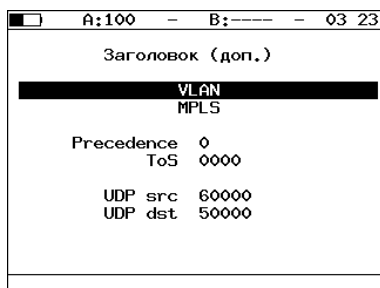 A:100 – B:---- – 03 23
Заголовок (доп.)
VLAN
MPLS
Precedence 0
ToS 0000
UDP src 60000
UDP dst 50000